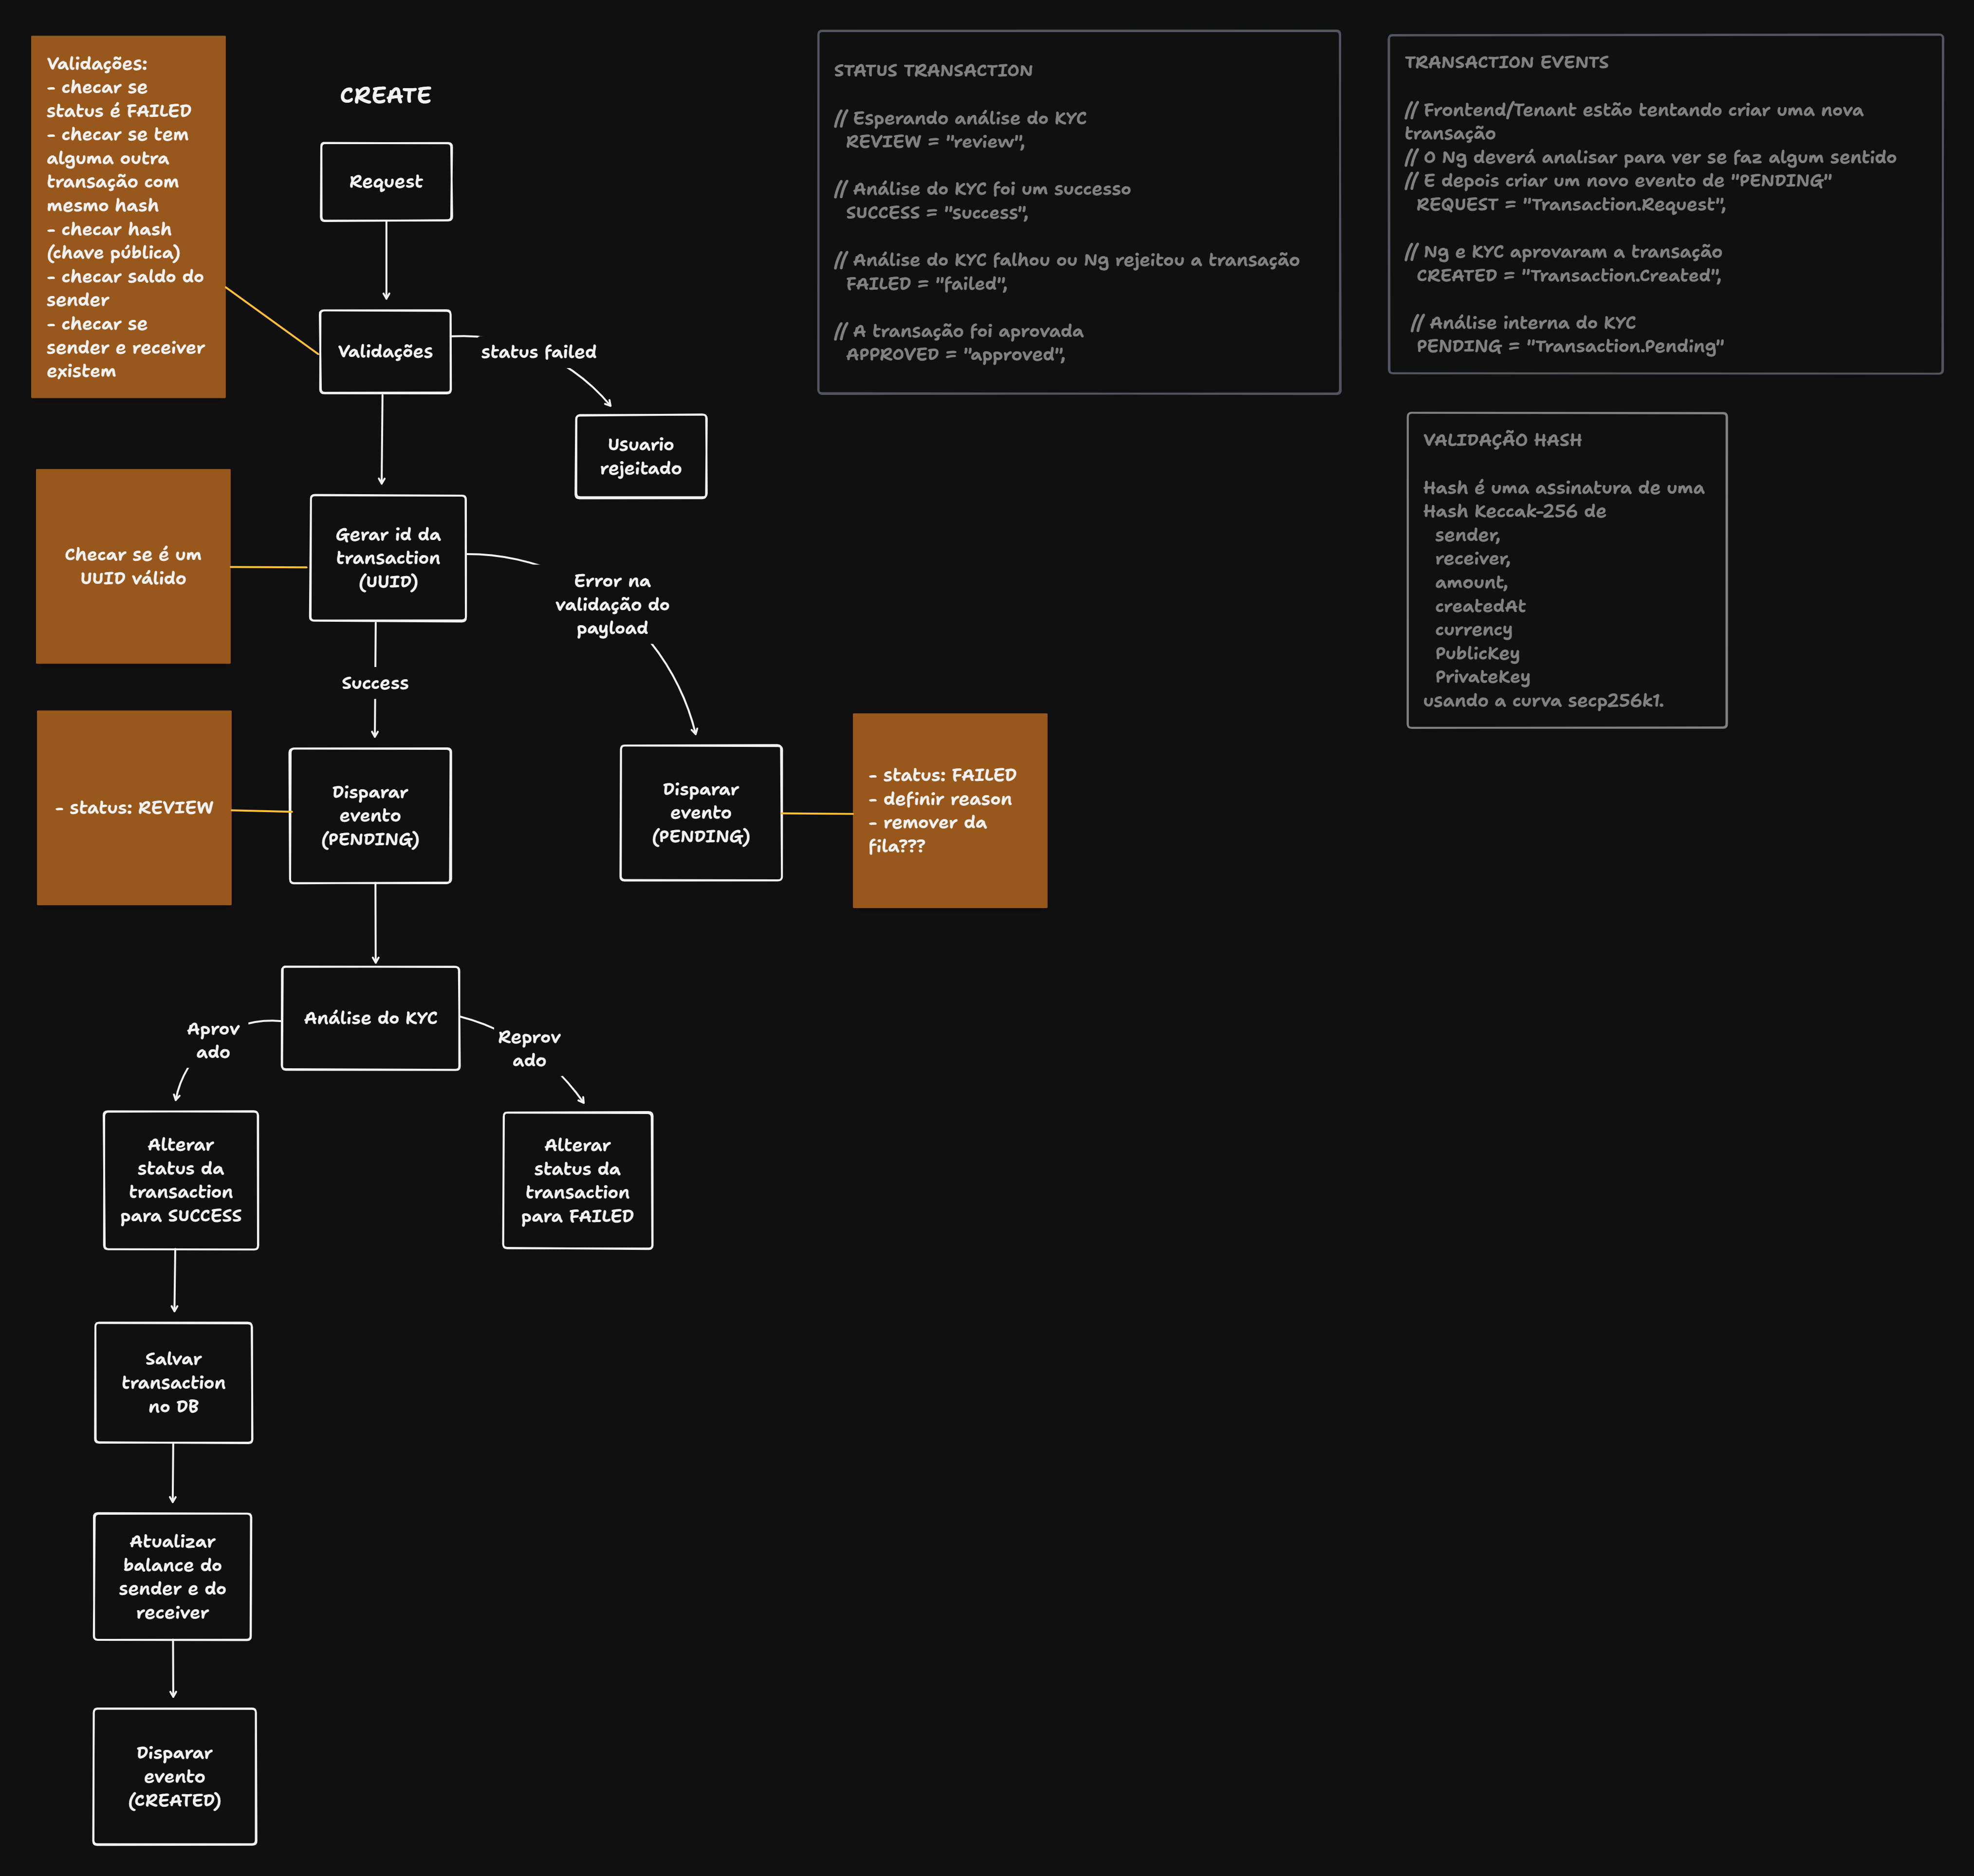 Validações:
- checar se
status é FAILED
- checar se tem
alguma outra
transação com
mesmo hash
- checar hash
(chave pública)
- checar saldo do
sender
- checar se
sender e receiver
existem
CREATE
Request
Validações
status failed
Usuario
rejeitado
Checar se é um
UUID válido
Gerar id da
transaction
(UUID)
Error na
validação do
payload
Success
- status: REVIEW
Disparar
evento
(PENDING)
Disparar
evento
(PENDING)
- status: FAILED
- definir reason
- remover da
fila???
Análise do KYC
Aprov
ado
Reprov
ado
Alterar
status da
transaction
para SUCCESS
Alterar
status da
transaction
para FAILED
Salvar
transaction
no DB
Atualizar
balance do
sender e do
receiver
Disparar
evento
(CREATED)
STATUS TRANSACTION
// Esperando análise do KYC
REVIEW = "review",
// Análise do KYC foi um successo
SUCCESS = "success",
// Análise do KYC falhou ou Ng rejeitou a transação
FAILED = "failed",
// A transação foi aprovada
APPROVED = "approved",
TRANSACTION EVENTS
// Frontend/Tenant estão tentando criar uma nova
transação
// O Ng deverá analisar para ver se faz algum sentido
// E depois criar um novo evento de "PENDING"
REQUEST = "Transaction.Request",
// Ng e KYC aprovaram a transação
CREATED = "Transaction.Created",
// Análise interna do KYC
PENDING = "Transaction.Pending"
VALIDAÇÃO HASH
Hash é uma assinatura de uma
Hash Keccak-256 de
sender,
receiver,
amount,
createdAt
currency
PublicKey
PrivateKey
usando a curva secp256k1.